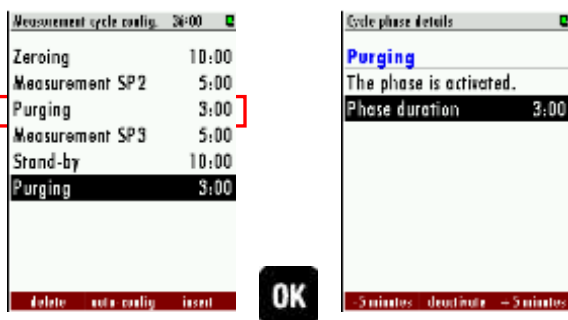 Measurement cycle config. 36:00
Zeroing 10:00
Measurement SP2 5:00
Purging 3:00
Measurement SP3 5:00
Stand-by 10:00
Purging 3:00
delete auto-config insert
OK
Cycle phase details
Purging
The phase is activated.
Phase duration 3:00
-5 minutes deactivate +5 minutes